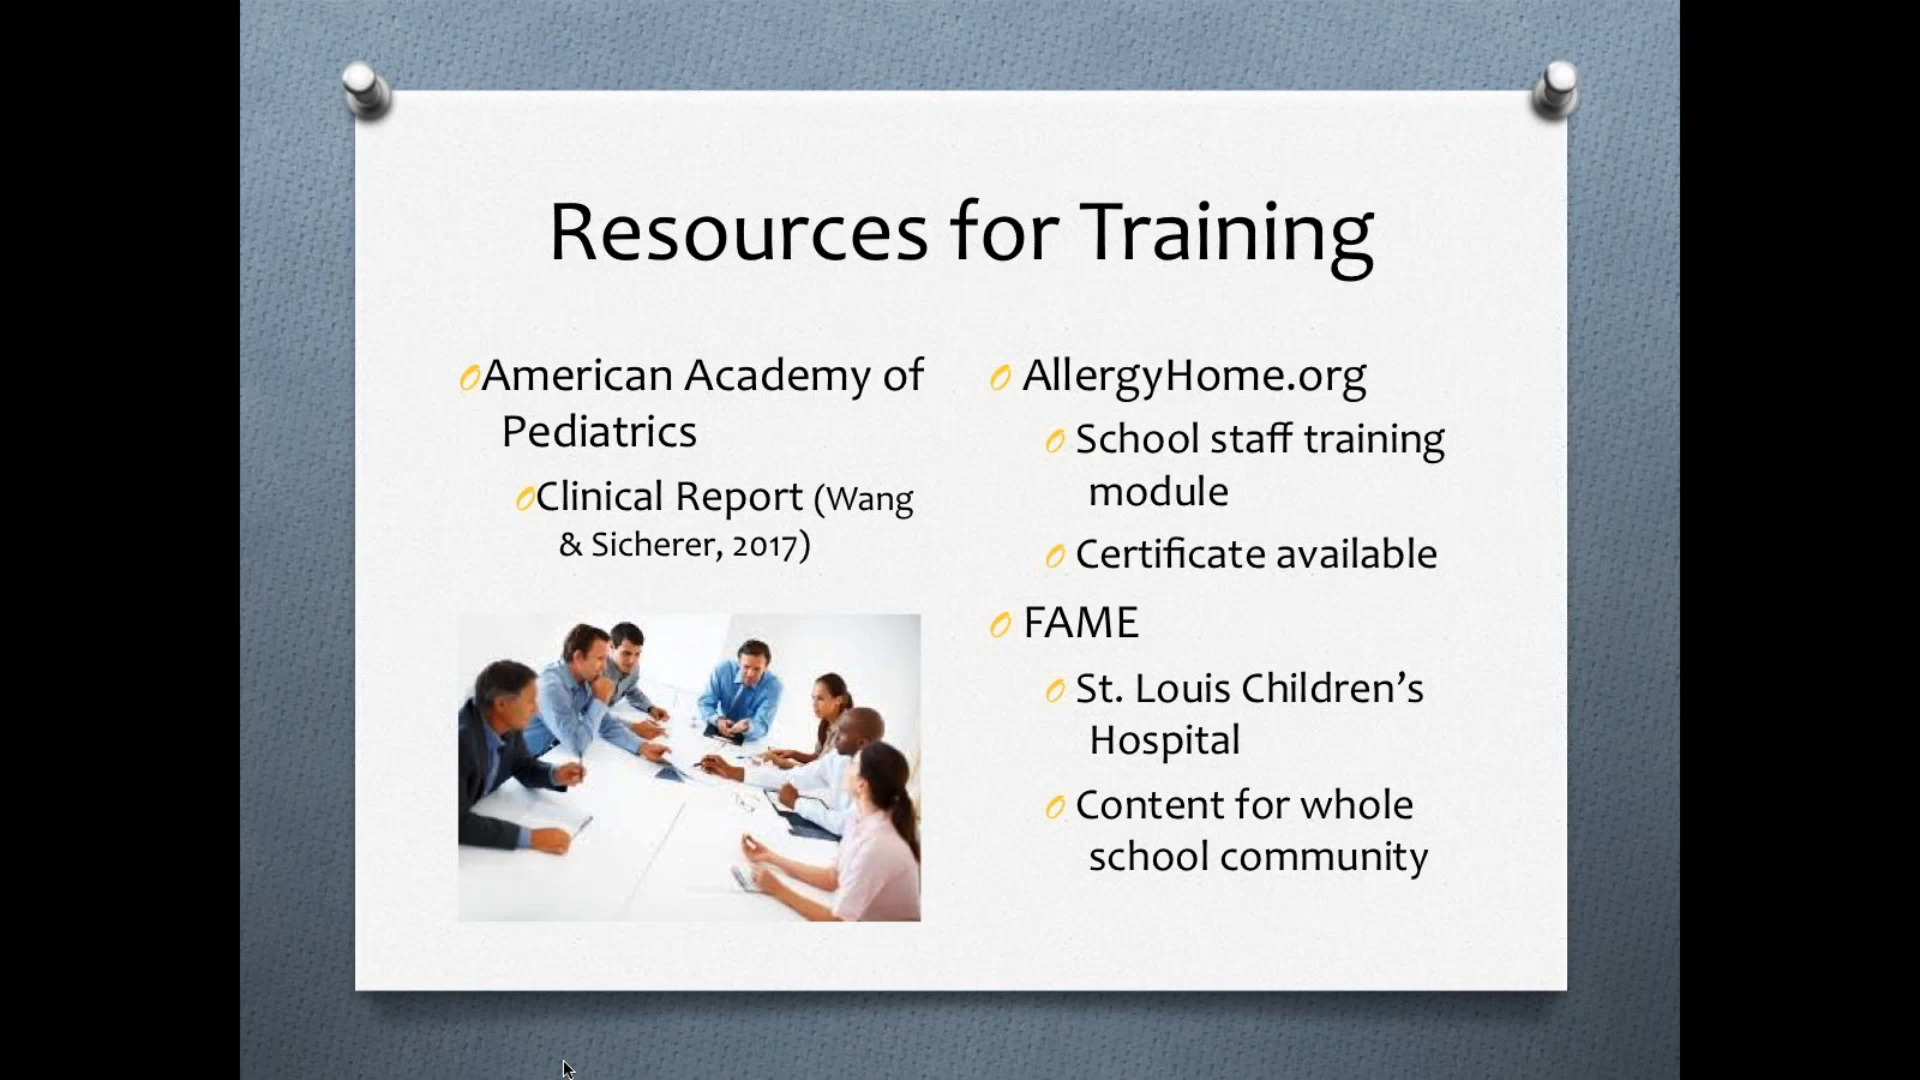 Resources for Training
American Academy of
Pediatrics
Clinical Report (Wang
& Sicherer, 2017)
AllergyHome.org
School staff training
module
Certificate available
FAME
St. Louis Children’s
Hospital
Content for whole
school community